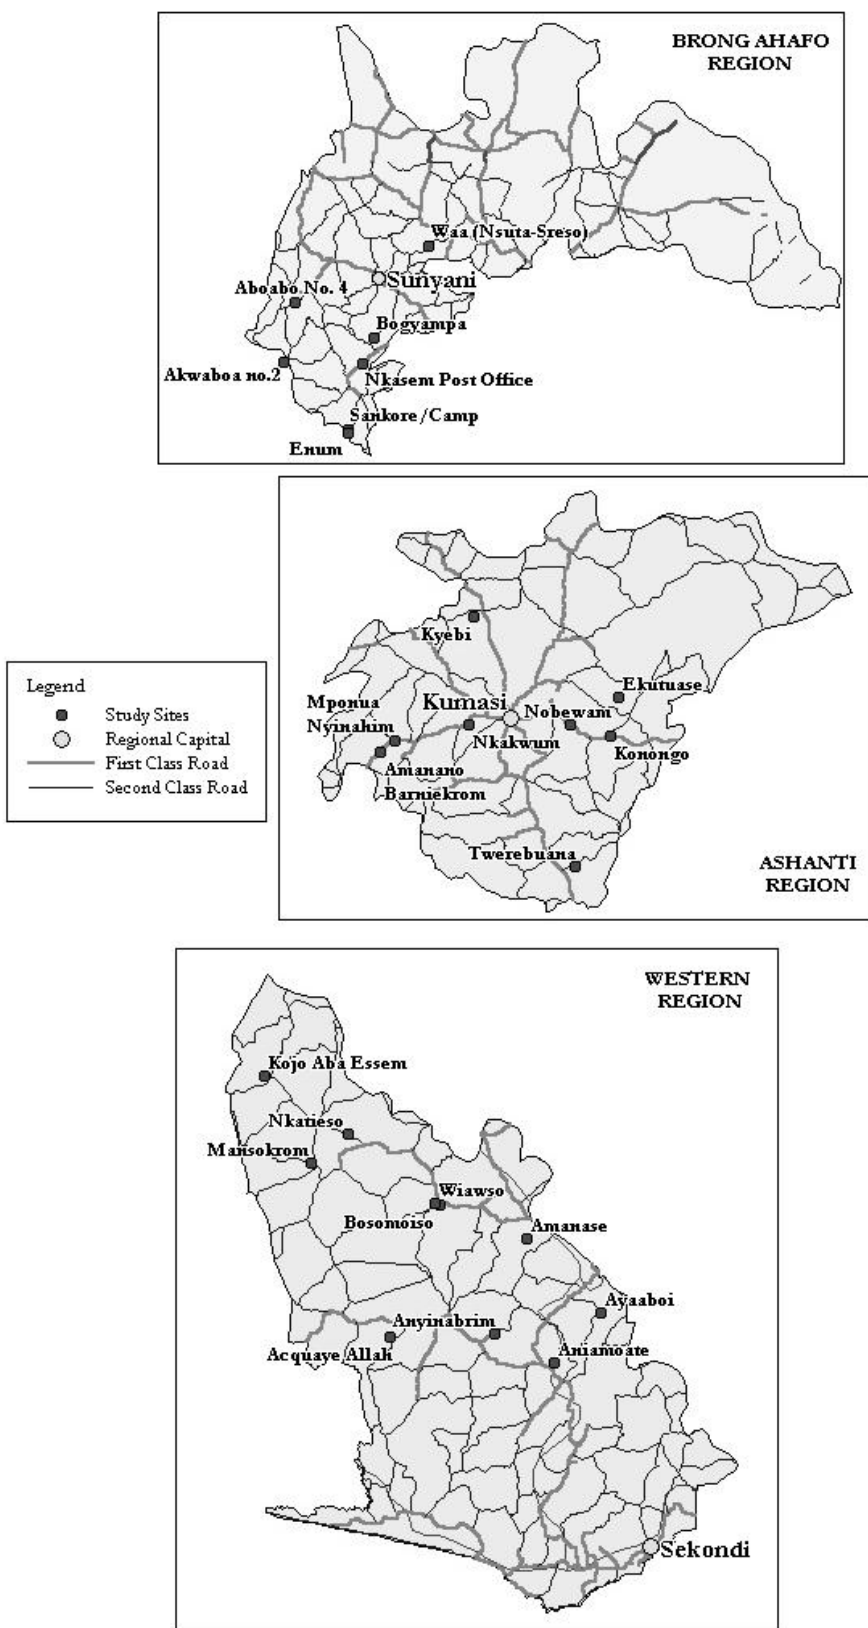 BRONG AHAFO
REGION
Waa (Nsuta-Sreso)
Sunyani
Aboabo No. 4
Bogyampa
Akwaboa no.2
Nkasem Post Office
Sankore/Camp
Enum
Kyebi
Ekutuase
Mponua
Kumasi
Nobewam
Nyinahim
Nkakwum
Konongo
Amanano
Barniekrom
Twerebuana
ASHANTI
REGION
Legend
Study Sites
Regional Capital
First Class Road
Second Class Road
WESTERN
REGION
Kojo Aba Essem
Nkatieso
Mansokrom
Wiawso
Bosomoiso
Amanase
Ayaaboi
Anyinabrim
Acquaye Allah
Aniamoate
Sekondi